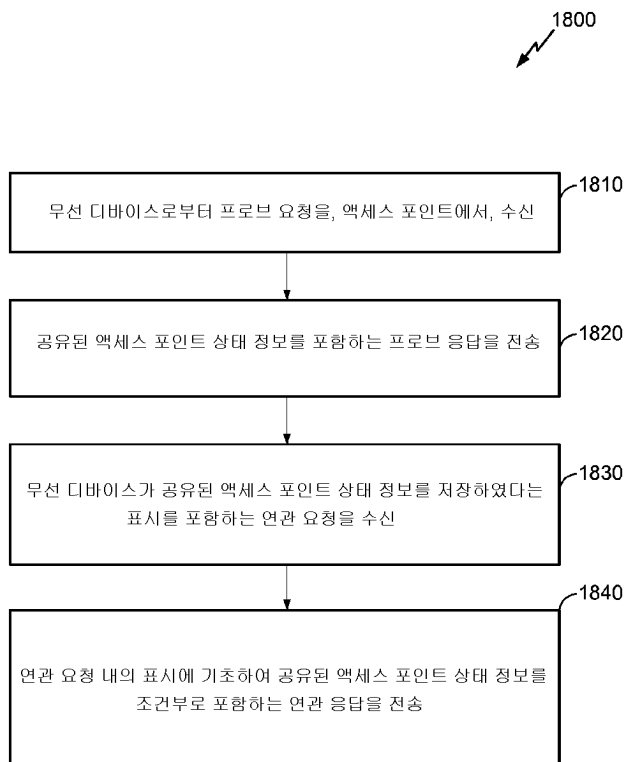 1800
무선 디바이스로부터 프로브 요청을, 액세스 포인트에서, 수신
1810
공유된 액세스 포인트 상태 정보를 포함하는 프로브 응답을 전송
1820
무선 디바이스가 공유된 액세스 포인트 상태 정보를 저장하였다는
표시를 포함하는 연관 요청을 수신
1830
연관 요청 내의 표시에 기초하여 공유된 액세스 포인트 상태 정보를
조건부로 포함하는 연관 응답을 전송
1840